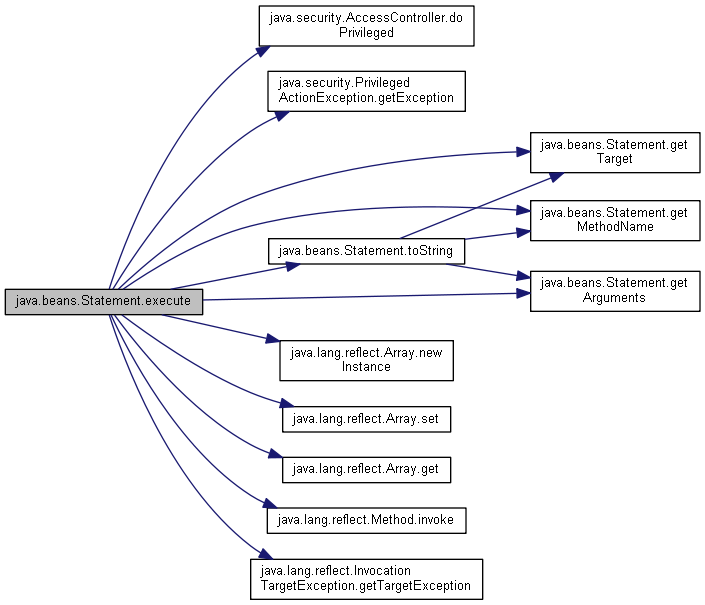 java.security.AccessController.do
Privileged
java.security.Privileged
ActionException.getException
java.beans.Statement.get
Target
java.beans.Statement.get
MethodName
java.beans.Statement.toString
java.beans.Statement.get
Arguments
java.beans.Statement.execute
java.lang.reflect.Array.new
Instance
java.lang.reflect.Array.set
java.lang.reflect.Array.get
java.lang.reflect.Method.invoke
java.lang.reflect.Invocation
TargetException.getTargetException